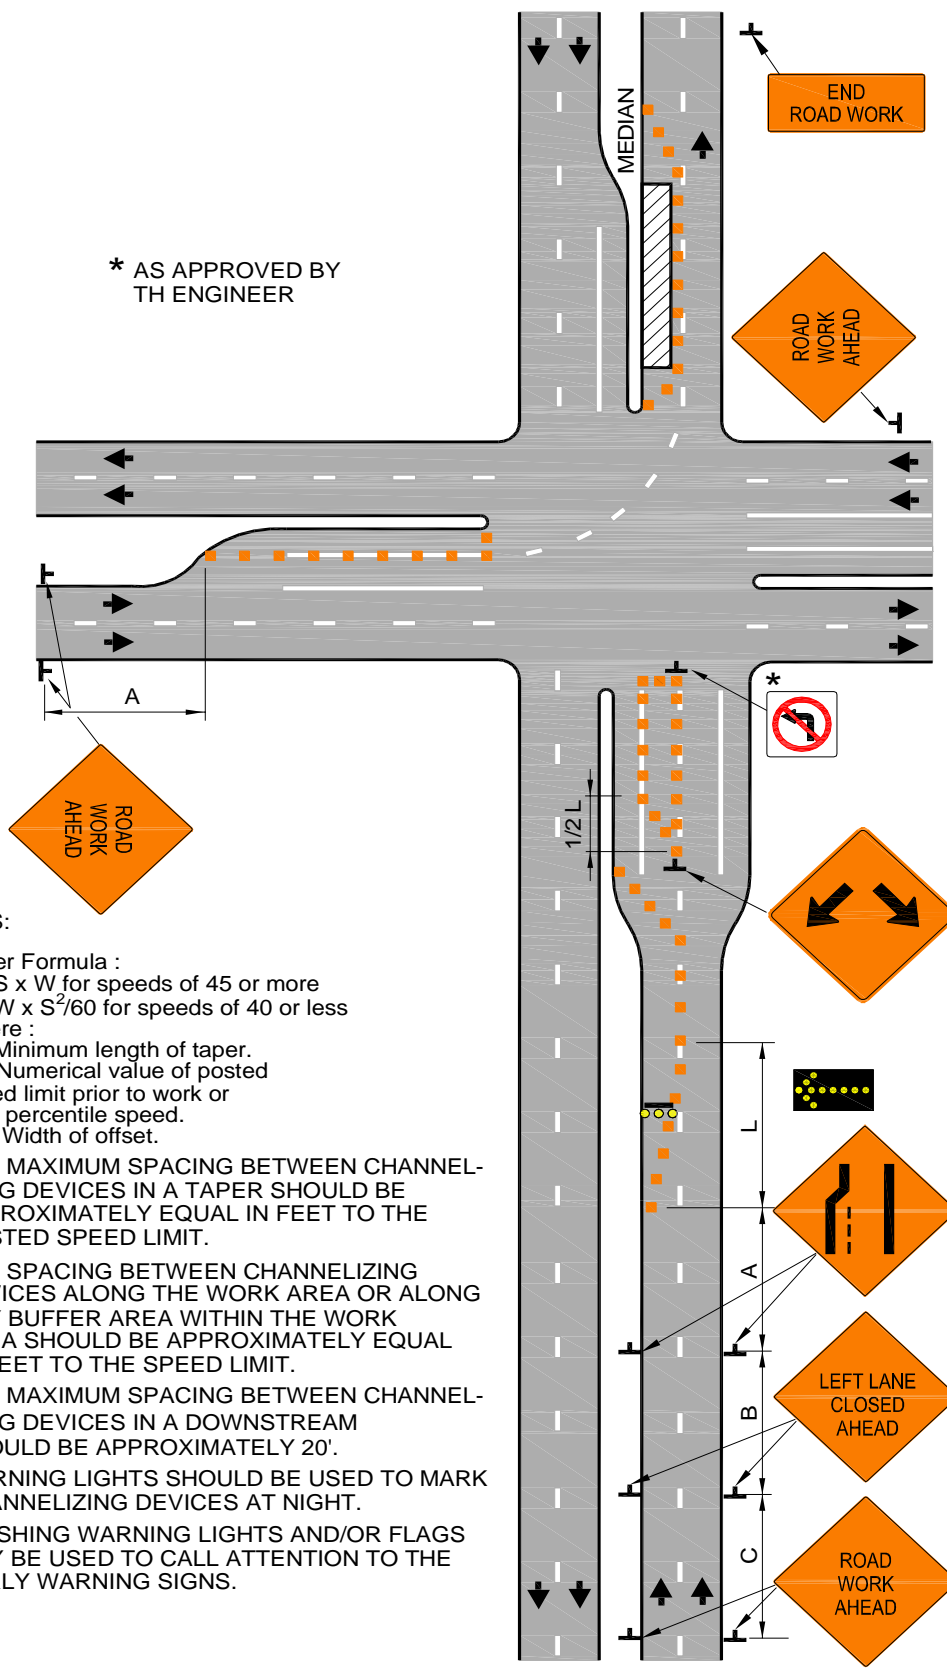 END
ROAD WORK
MEDIAN
* AS APPROVED BY
TH ENGINEER
ROAD
WORK
AHEAD
A
*
ROAD
WORK
AHEAD
1/2 L
S:
er Formula :
S x W for speeds of 45 or more
W x S²/60 for speeds of 40 or less
ere :
Minimum length of taper.
Numerical value of posted
ed limit prior to work or
percentile speed.
Width of offset.
MAXIMUM SPACING BETWEEN CHANNEL-
G DEVICES IN A TAPER SHOULD BE
ROXIMATELY EQUAL IN FEET TO THE
STED SPEED LIMIT.
SPACING BETWEEN CHANNELIZING
ICES ALONG THE WORK AREA OR ALONG
BUFFER AREA WITHIN THE WORK
A SHOULD BE APPROXIMATELY EQUAL
FEET TO THE SPEED LIMIT.
MAXIMUM SPACING BETWEEN CHANNEL-
G DEVICES IN A DOWNSTREAM
OULD BE APPROXIMATELY 20'.
RNING LIGHTS SHOULD BE USED TO MARK
ANNELIZING DEVICES AT NIGHT.
SHING WARNING LIGHTS AND/OR FLAGS
Y BE USED TO CALL ATTENTION TO THE
LY WARNING SIGNS.
L
A
B
C
LEFT LANE
CLOSED
AHEAD
ROAD
WORK
AHEAD